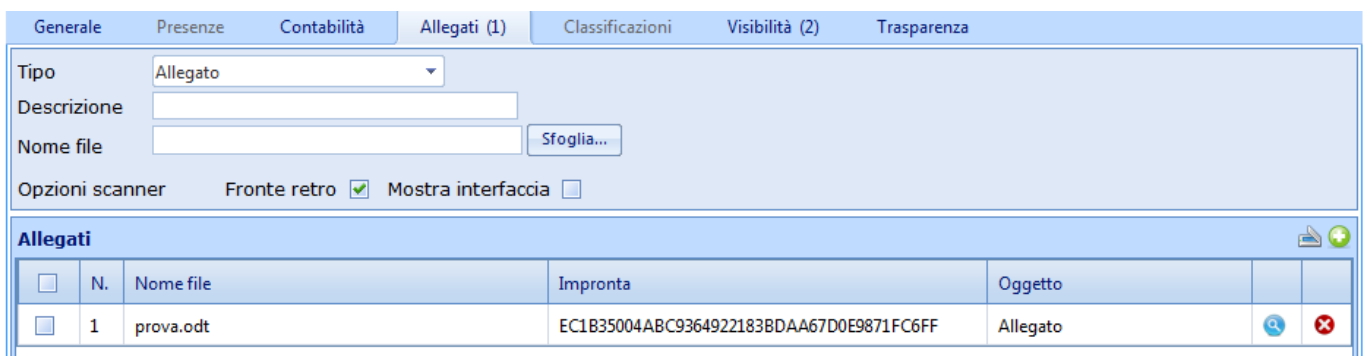 Generale Presenze Contabilità Allegati (1) Classificazioni Visibilità (2) Trasparenza
Tipo Allegato
Descrizione
Nome file Sfoglia...
Opzioni scanner Fronte retro Mostra interfaccia
Allegati
N. Nome file Impronta Oggetto
1 prova.odt EC1B35004ABC9364922183BDAA67D0E9871FC6FF Allegato